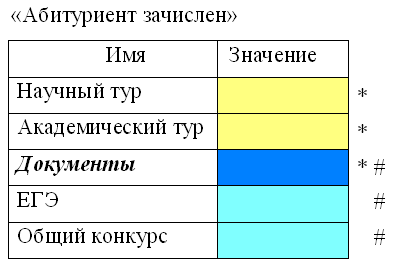 «Абитуриент зачислен»
Имя Значение
Научный тур *
Академический тур *
Документы * #
ЕГЭ #
Общий конкурс #